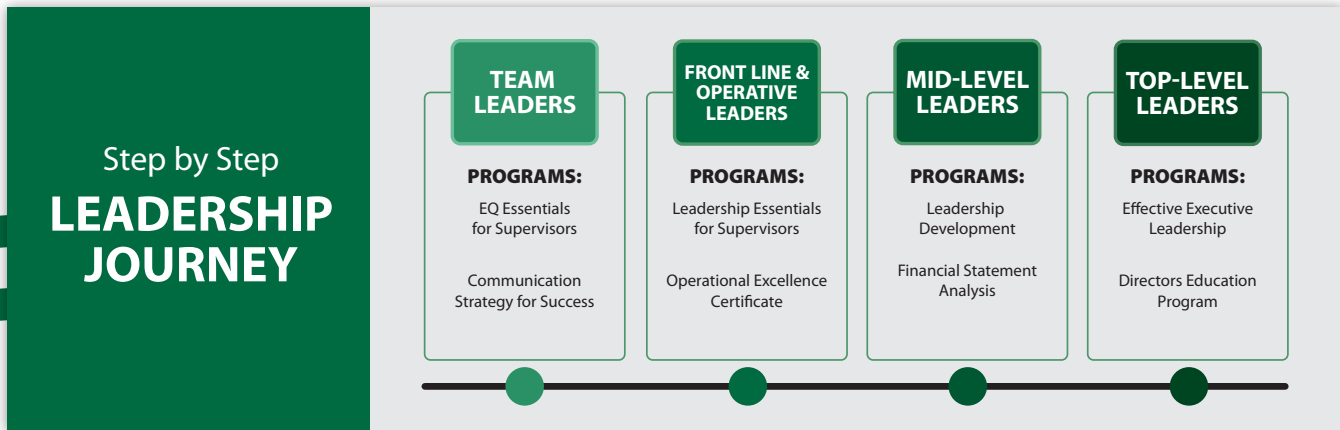 Step by Step
LEADERSHIP
JOURNEY
TEAM
LEADERS
PROGRAMS:
EQ Essentials
for Supervisors
Communication
Strategy for Success
FRONT LINE &
OPERATIVE
LEADERS
PROGRAMS:
Leadership Essentials
for Supervisors
Operational Excellence
Certificate
MID-LEVEL
LEADERS
PROGRAMS:
Leadership
Development
Financial Statement
Analysis
TOP-LEVEL
LEADERS
PROGRAMS:
Effective Executive
Leadership
Directors Education
Program